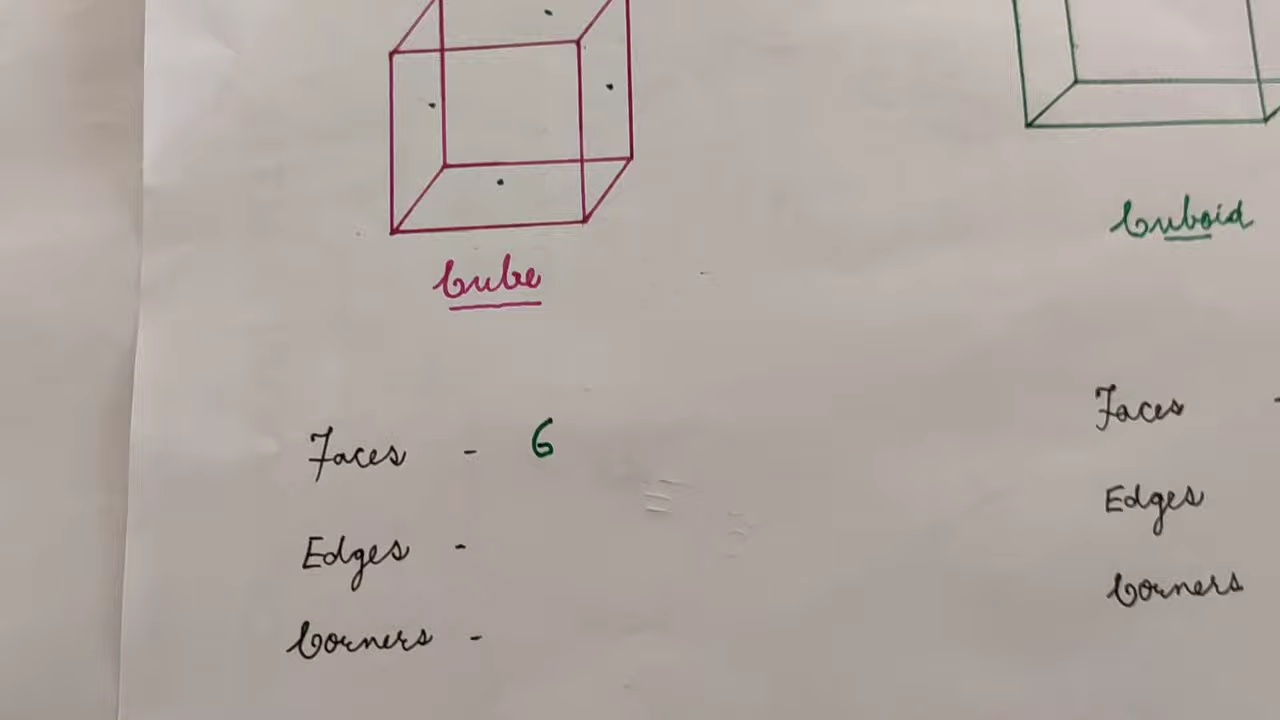 Cuboid
Cube
Faces - 6
Edges -
Corners -
Faces -
Edges
Corners